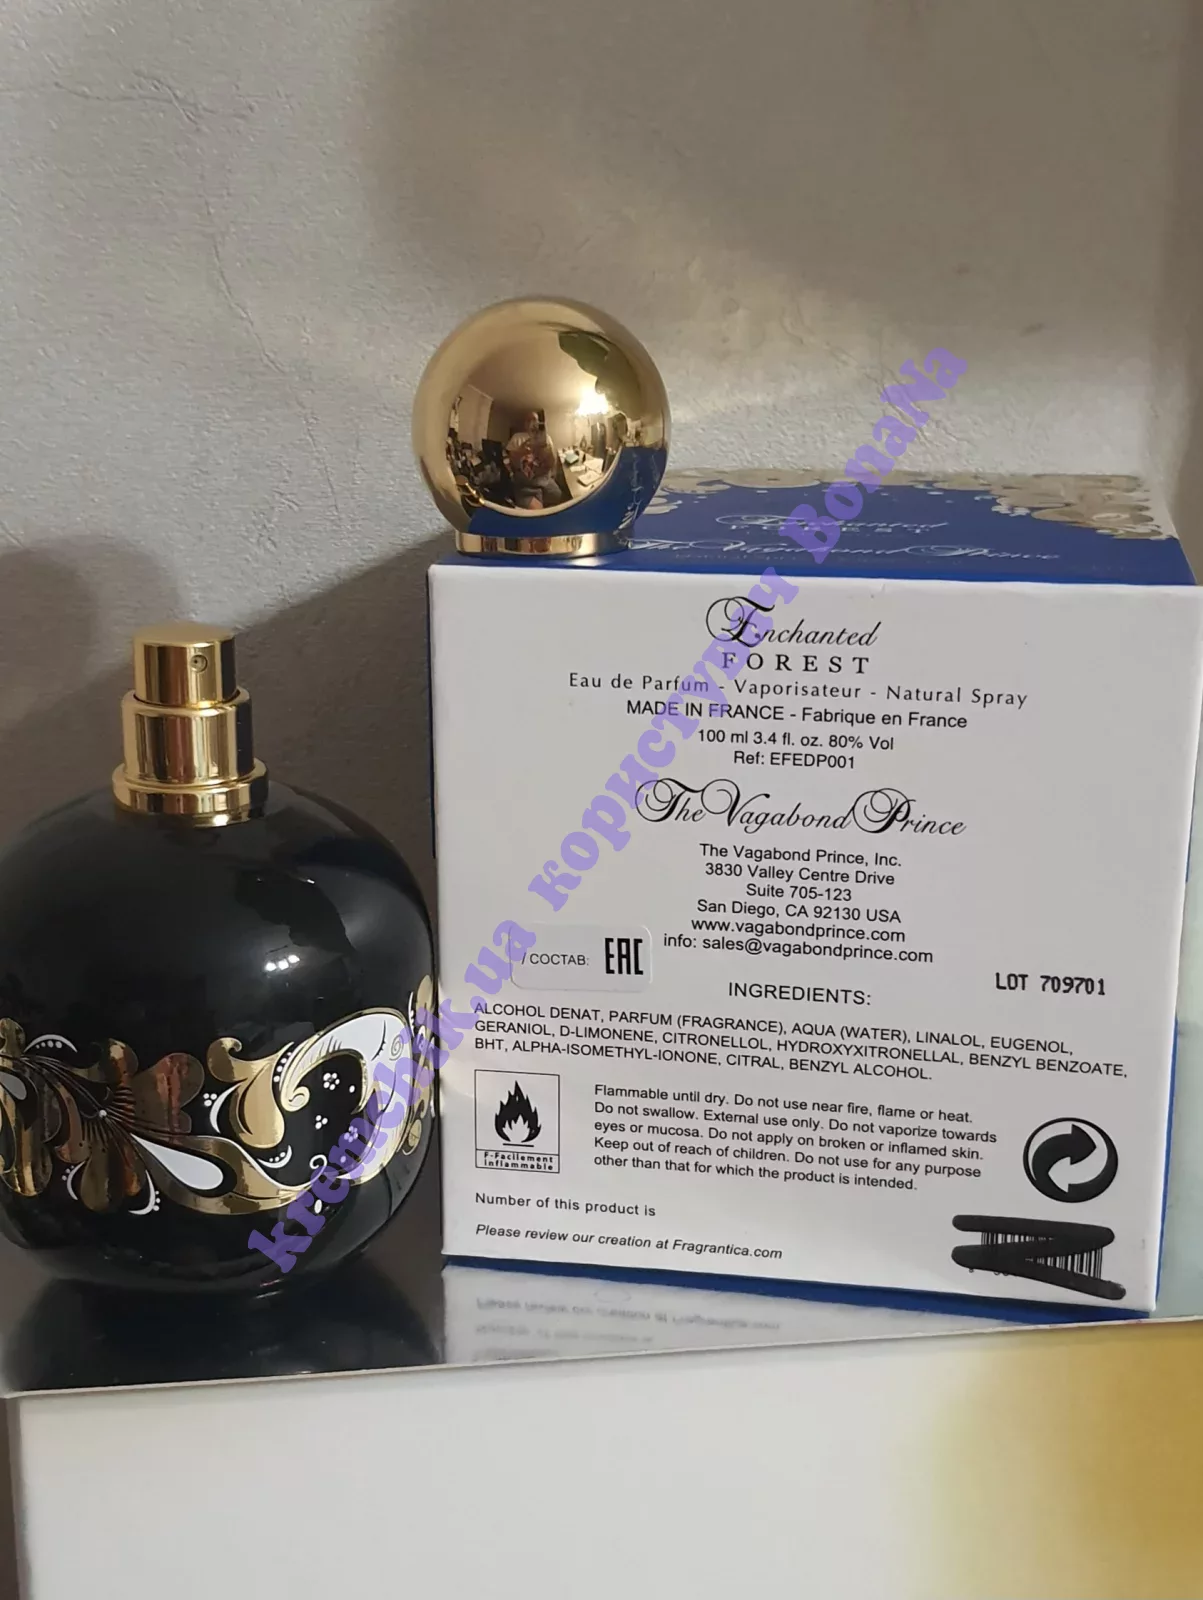 Enchanted
FOREST
The Vagabond Prince
Enchanted
FOREST
Eau de Parfum - Vaporisateur - Natural Spray
MADE IN FRANCE - Fabrique en France
100 ml 3.4 fl. oz. 80% Vol
Ref: EFEDP001
The Vagabond Prince
The Vagabond Prince, Inc.
3830 Valley Centre Drive
Suite 705-123
San Diego, CA 92130 USA
www.vagabondprince.com
info: sales@vagabondprince.com
/ СОСТАВ: EAC
LOT 709701
INGREDIENTS:
ALCOHOL DENAT, PARFUM (FRAGRANCE), AQUA (WATER), LINALOL, EUGENOL,
GERANIOL, D-LIMONENE, CITRONELLOL, HYDROXYXITRONELLAL, BENZYL BENZOATE,
BHT, ALPHA-ISOMETHYL-IONONE, CITRAL, BENZYL ALCOHOL.
F-Facilement
Inflammable
Flammable until dry. Do not use near fire, flame or heat.
Do not swallow. External use only. Do not vaporize towards
eyes or mucosa. Do not apply on broken or inflamed skin.
Keep out of reach of children. Do not use for any purpose
other than that for which the product is intended.
Number of this product is
Please review our creation at Fragrantica.com
kremchik.ua користувач BonaNa